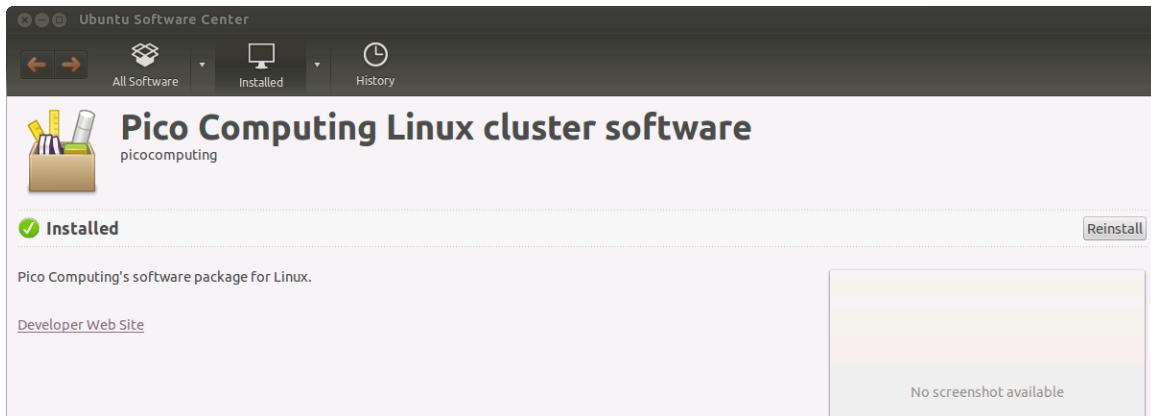 Ubuntu Software Center
All Software
Installed
History
Pico Computing Linux cluster software
picocomputing
Installed
Reinstall
Pico Computing's software package for Linux.
Developer Web Site
No screenshot available